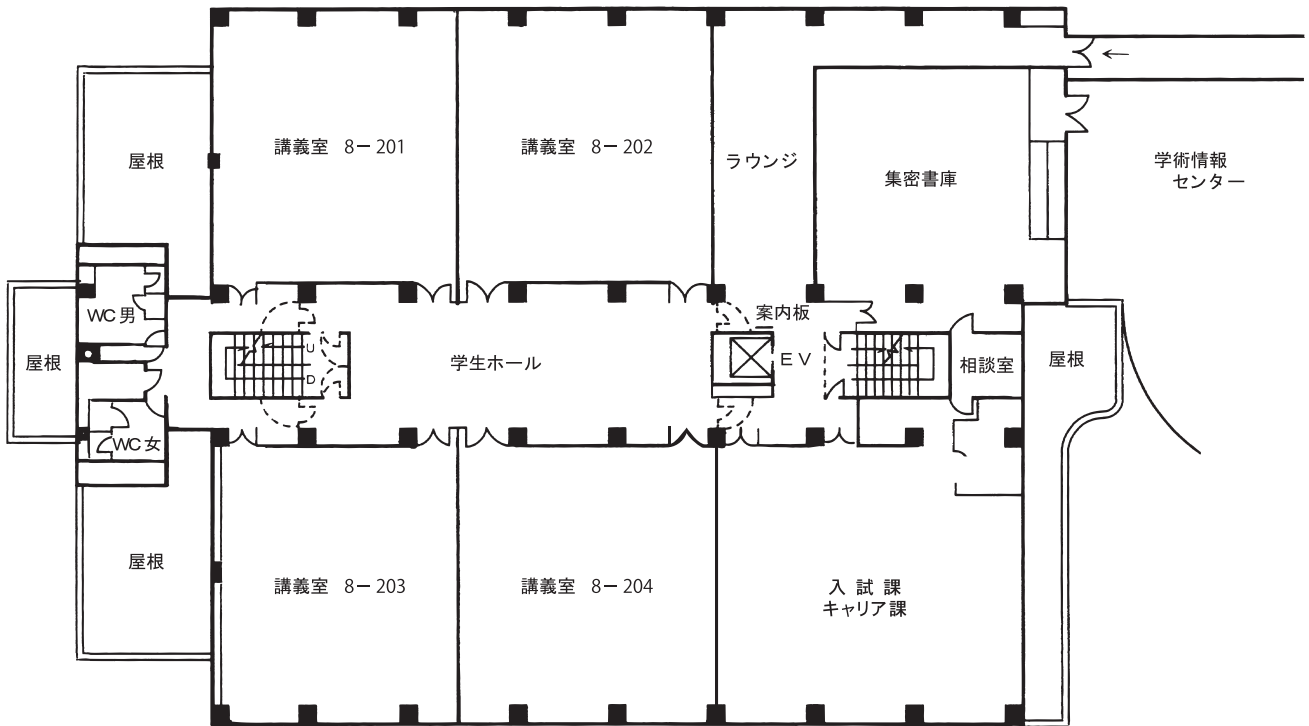 講義室 8－201
講義室 8－202
屋根
ラウンジ
集密書庫
学術情報
センター
WC男
案内板
U
屋根
学生ホール
EV
相談室
屋根
D
WC女
屋根
講義室 8－203
講義室 8－204
入試課
キャリア課